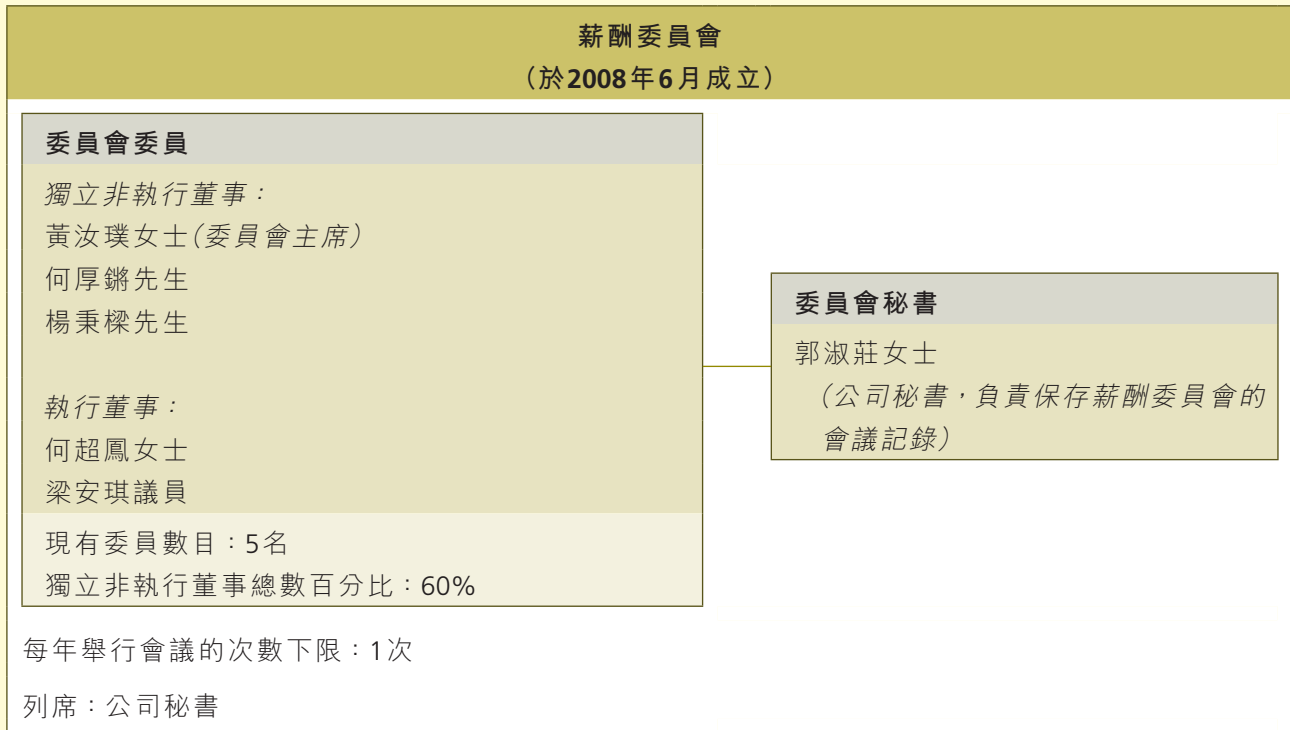 薪酬委員會
（於2008年6月成立）
委員會委員
獨立非執行董事：
黃汝璞女士（委員會主席）
何厚鏘先生
楊秉樑先生
執行董事：
何超鳳女士
梁安琪議員
現有委員數目：5名
獨立非執行董事總數百分比：60%
委員會秘書
郭淑莊女士
（公司秘書，負責保存薪酬委員會的
會議記錄）
每年舉行會議的次數下限：1次
列席：公司秘書